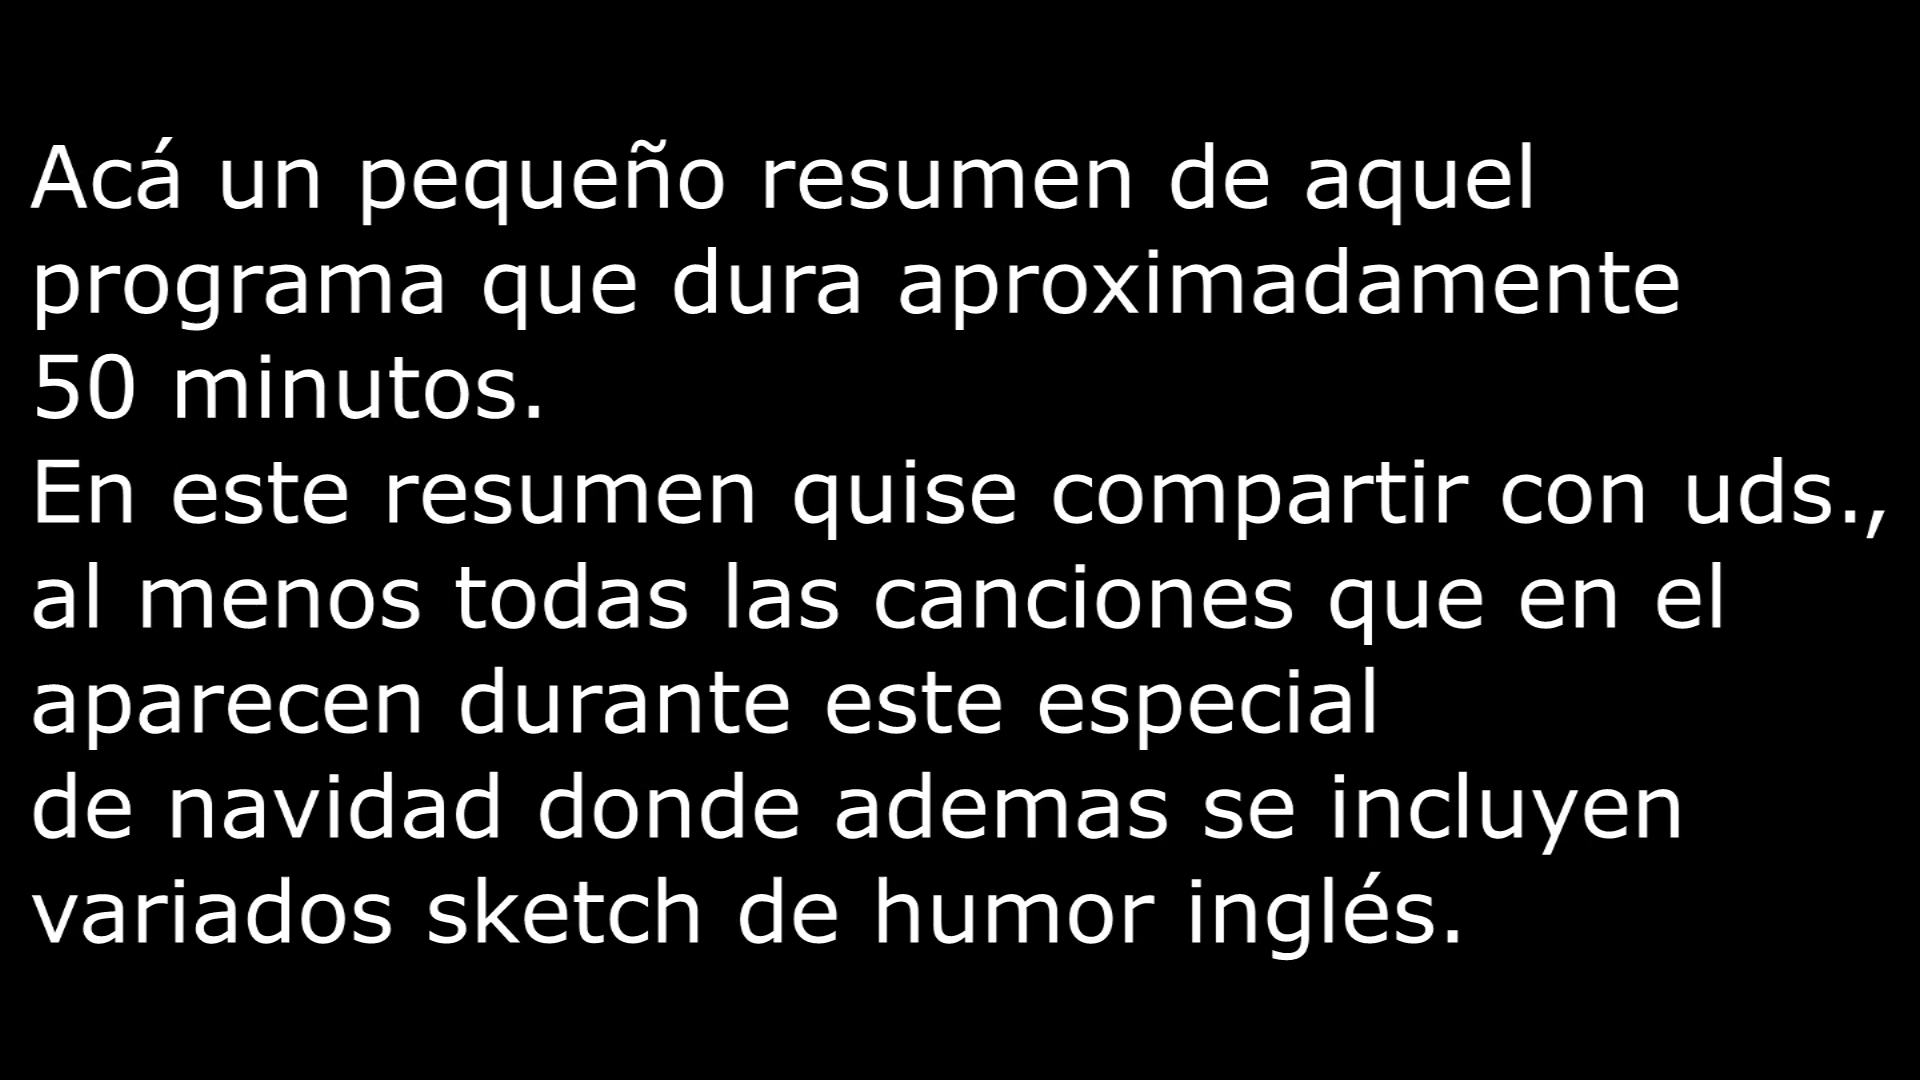 Acá un pequeño resumen de aquel
programa que dura aproximadamente
50 minutos.
En este resumen quise compartir con uds.,
al menos todas las canciones que en el
aparecen durante este especial
de navidad donde ademas se incluyen
variados sketch de humor inglés.